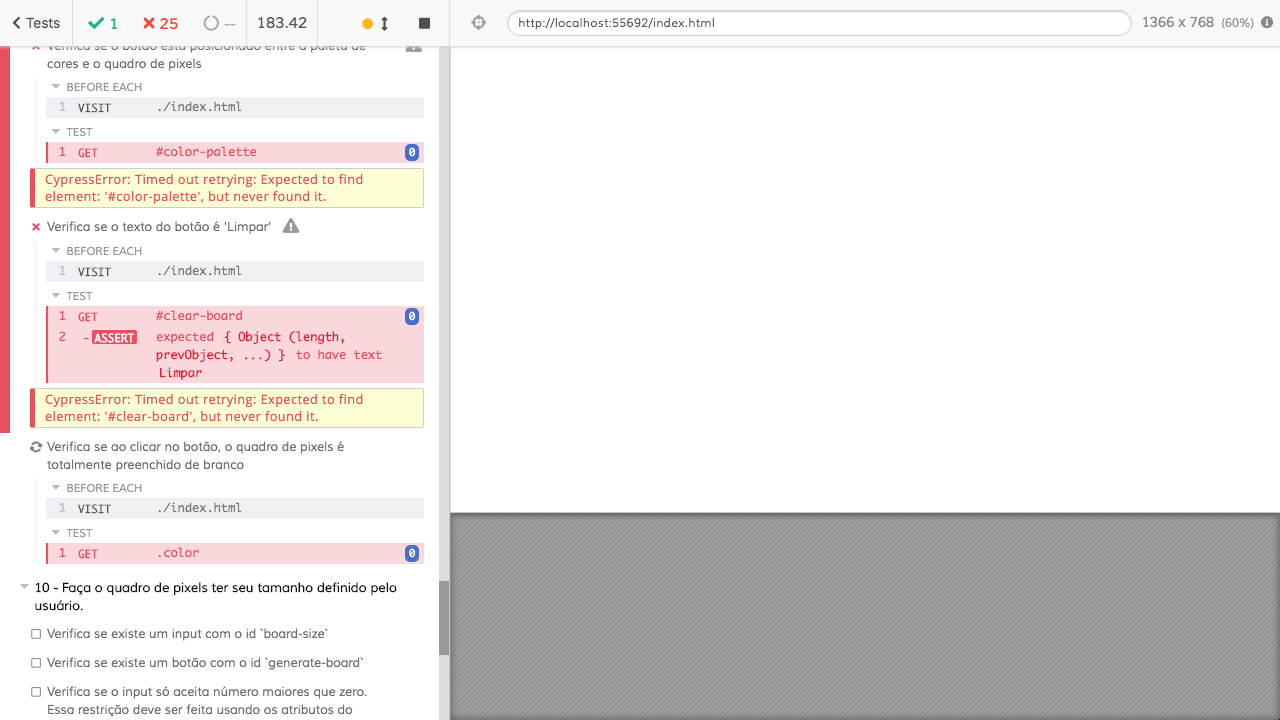 Tests
1
25
--
183.42
http://localhost:55692/index.html
1366 x 768 (60%)
Verifica se o botão está posicionado entre a paleta de
cores e o quadro de pixels
BEFORE EACH
1 VISIT ./index.html
TEST
1 GET #color-palette 0
CypressError: Timed out retrying: Expected to find
element: '#color-palette', but never found it.
Verifica se o texto do botão é 'Limpar'
BEFORE EACH
1 VISIT ./index.html
TEST
1 GET #clear-board 0
2 -ASSERT expected { Object (length,
prevObject, ...) } to have text
Limpar
CypressError: Timed out retrying: Expected to find
element: '#clear-board', but never found it.
Verifica se ao clicar no botão, o quadro de pixels é
totalmente preenchido de branco
BEFORE EACH
1 VISIT ./index.html
TEST
1 GET .color 0
10 - Faça o quadro de pixels ter seu tamanho definido pelo
usuário.
Verifica se existe um input com o id `board-size`
Verifica se existe um botão com o id `generate-board`
Verifica se o input só aceita número maiores que zero.
Essa restrição deve ser feita usando os atributos do